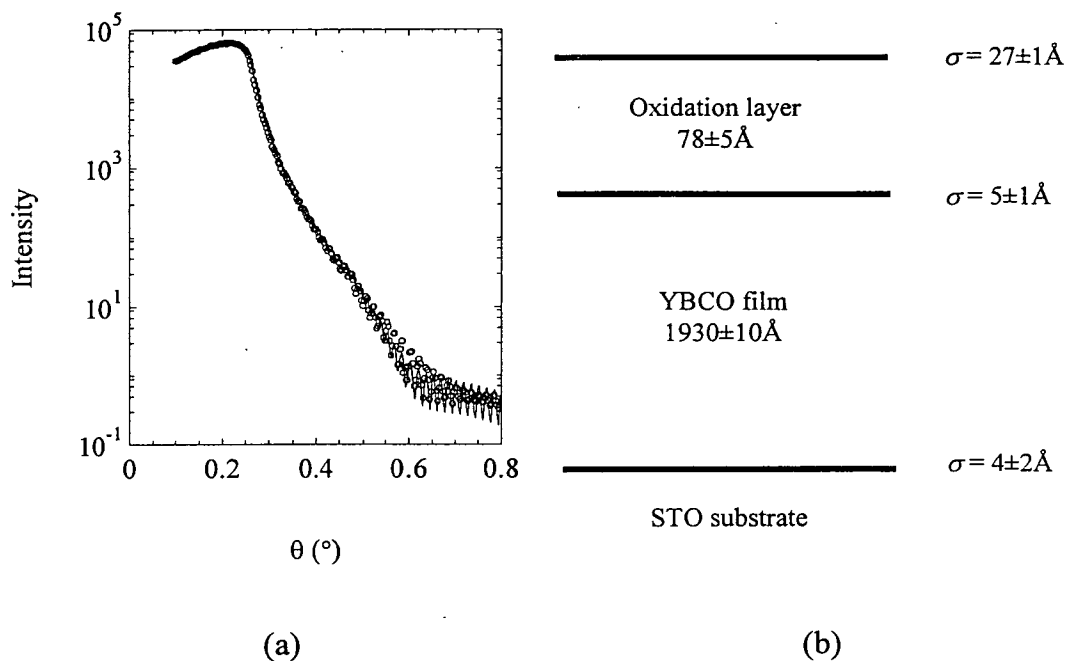 10^5
10^3
10^1
10^-1
Intensity
0
0.2
0.4
0.6
0.8
θ (°)
(a)
σ = 27±1Å
Oxidation layer
78±5Å
σ = 5±1Å
YBCO film
1930±10Å
σ = 4±2Å
STO substrate
(b)